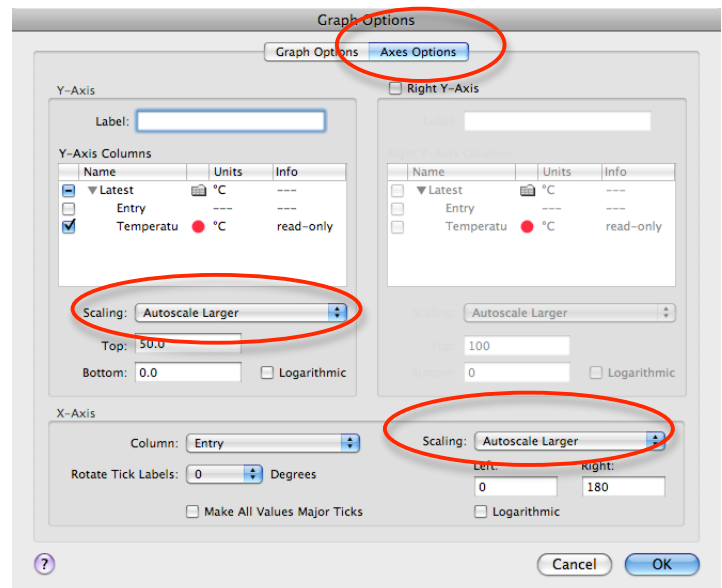 Graph Options
Graph Options Axes Options
Y-Axis
Label:
Y-Axis Columns
Name Units Info
Latest °C ---
Entry --- ---
Temperatu °C read-only
Scaling: Autoscale Larger
Top: 50.0
Bottom: 0.0 Logarithmic
Right Y-Axis
Label:
Right Y-Axis Columns
Name Units Info
Latest °C ---
Entry --- ---
Temperatu °C read-only
Scaling: Autoscale Larger
Top: 100
Bottom: 0 Logarithmic
X-Axis
Column: Entry
Rotate Tick Labels: 0 Degrees
Make All Values Major Ticks
Scaling: Autoscale Larger
Left: Right:
0 180
Logarithmic
? Cancel OK